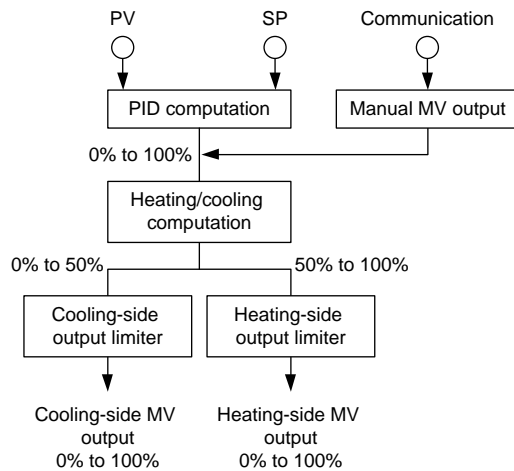 PV
SP
Communication
PID computation
Manual MV output
0% to 100%
Heating/cooling
computation
0% to 50%
50% to 100%
Cooling-side
output limiter
Heating-side
output limiter
Cooling-side MV
output
0% to 100%
Heating-side MV
output
0% to 100%